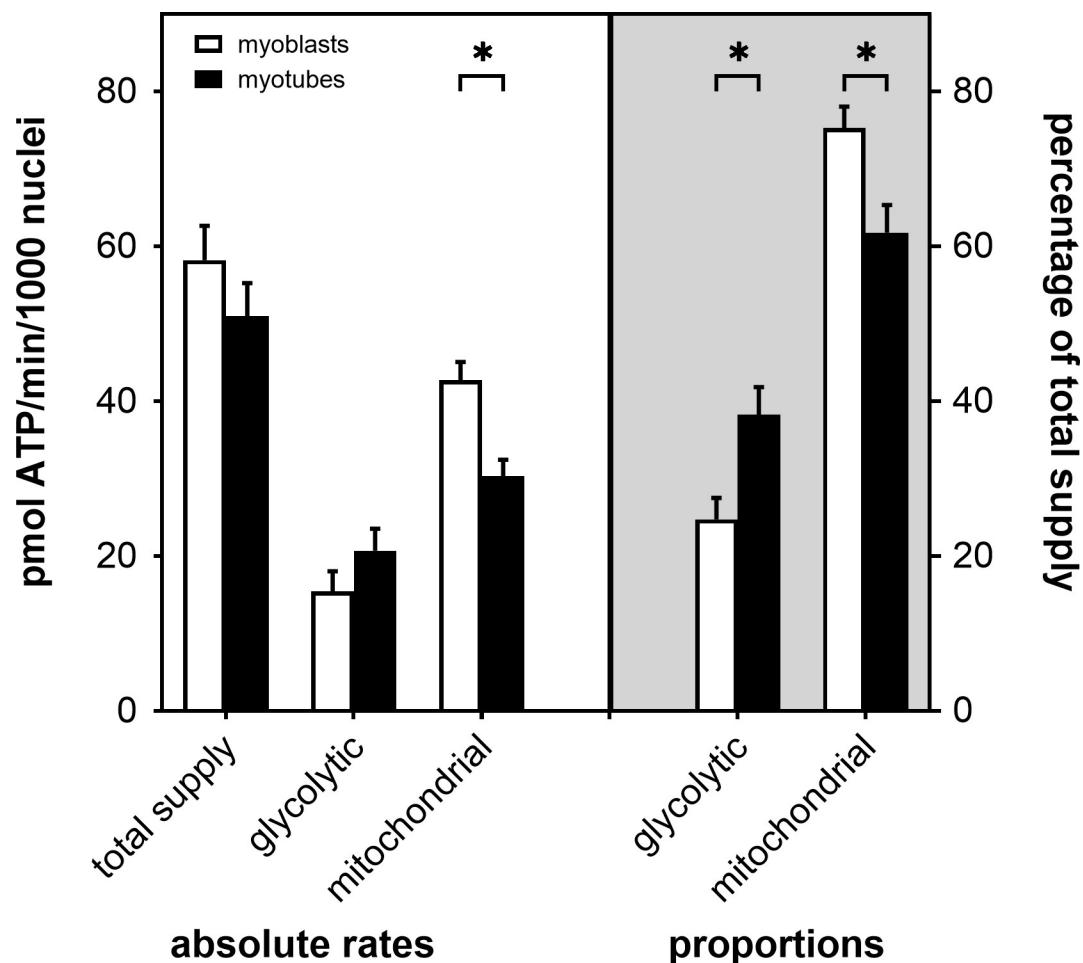 pmol ATP/min/1000 nuclei
80
60
40
20
0
myoblasts
myotubes
*
*
*
80
60
40
20
0
percentage of total supply
total supply
glycolytic
mitochondrial
glycolytic
mitochondrial
absolute rates
proportions